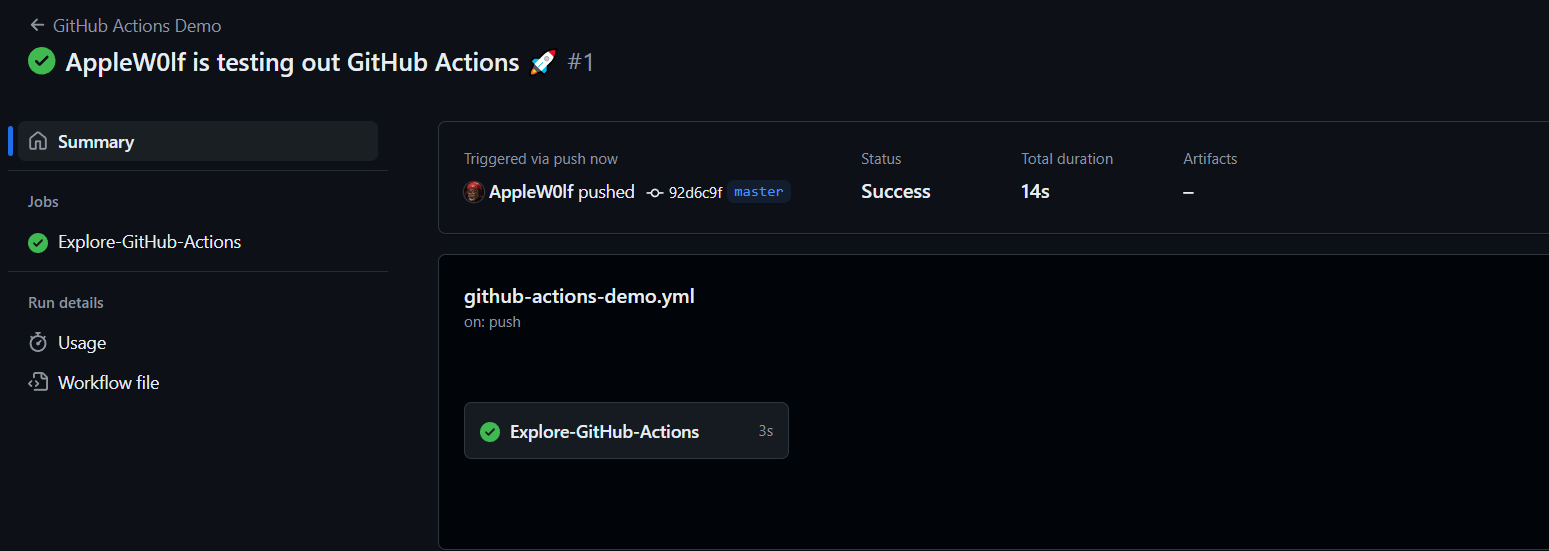 ← GitHub Actions Demo
AppleW0lf is testing out GitHub Actions 🚀 #1
Summary
Jobs
Explore-GitHub-Actions
Run details
Usage
Workflow file
Triggered via push now
AppleW0lf pushed 92d6c9f master
Status
Success
Total duration
14s
Artifacts
–
github-actions-demo.yml
on: push
Explore-GitHub-Actions 3s